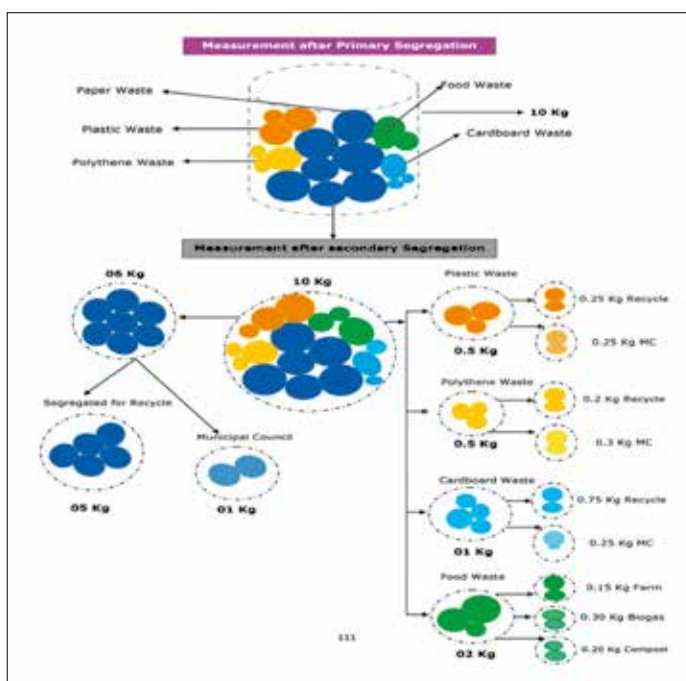 Measurement after Primary Segregation
Paper Waste
Food Waste
10 Kg
Plastic Waste
Cardboard Waste
Polythene Waste
Measurement after secondary Segregation
06 Kg
10 Kg
Plastic Waste
0.25 Kg Recycle
0.5 Kg
0.25 Kg MC
Polythene Waste
0.2 Kg Recycle
0.5 Kg
0.3 Kg MC
Segregated for Recycle
Municipal Council
05 Kg
01 Kg
Cardboard Waste
0.75 Kg Recycle
01 Kg
0.25 Kg MC
Food Waste
0.15 Kg Farm
0.30 Kg Biogas
02 Kg
0.20 Kg Compost
111